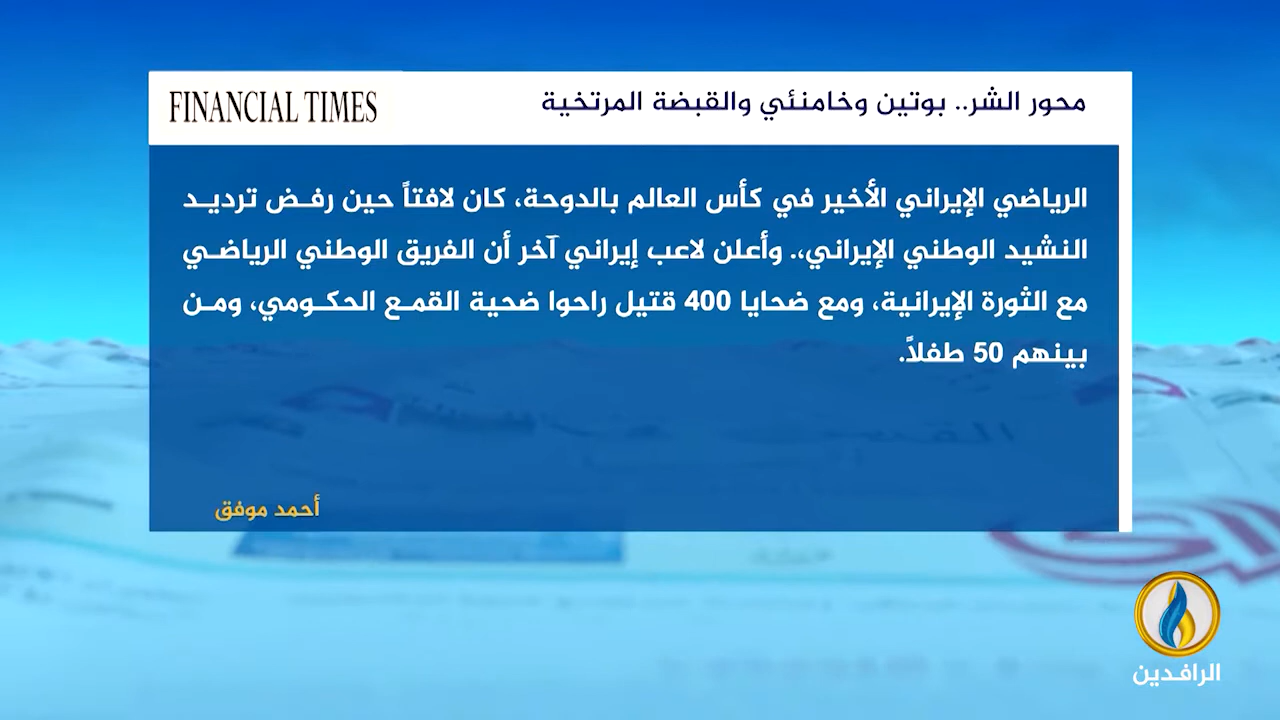 محور الشر.. بوتين وخامنئي والقبضة المرتخية
FINANCIAL TIMES
الرياضي الإيراني الأخير في كأس العالم بالدوحة، كان لافتاً حين رفض ترديد
النشيد الوطني الإيراني،. وأعلن لاعب إيراني آخر أن الفريق الوطني الرياضي
مع الثورة الإيرانية، ومع ضحايا 400 قتيل راحوا ضحية القمع الحكومي، ومن
بينهم 50 طفلاً.
أحمد موفق
الرافدين